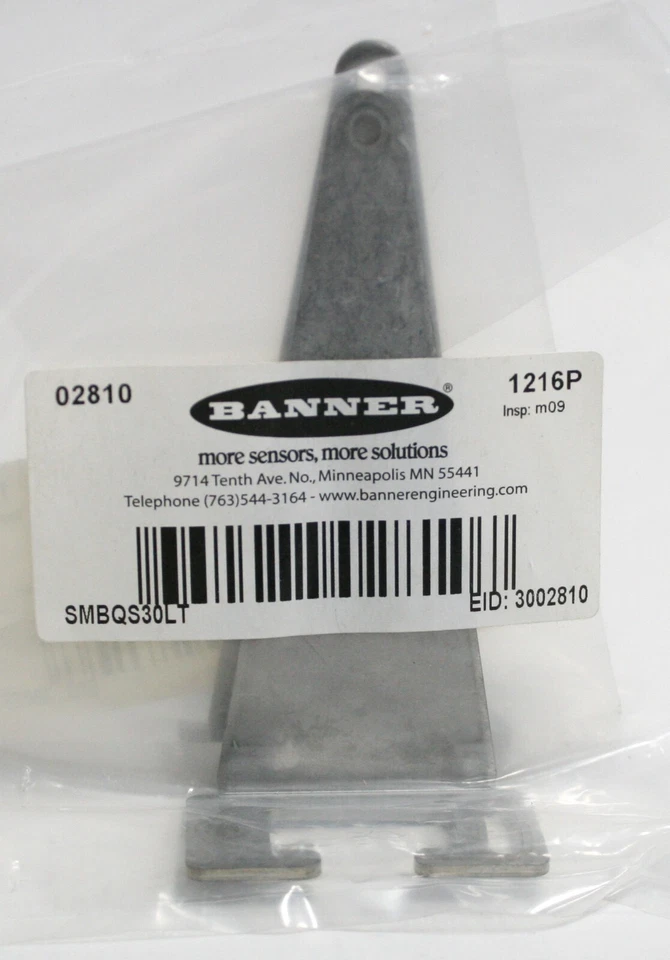 02810
BANNER®
1216P
Insp: m09
more sensors, more solutions
9714 Tenth Ave. No., Minneapolis MN 55441
Telephone (763)544-3164 - www.bannerengineering.com
SMBQS30LT
EID: 3002810